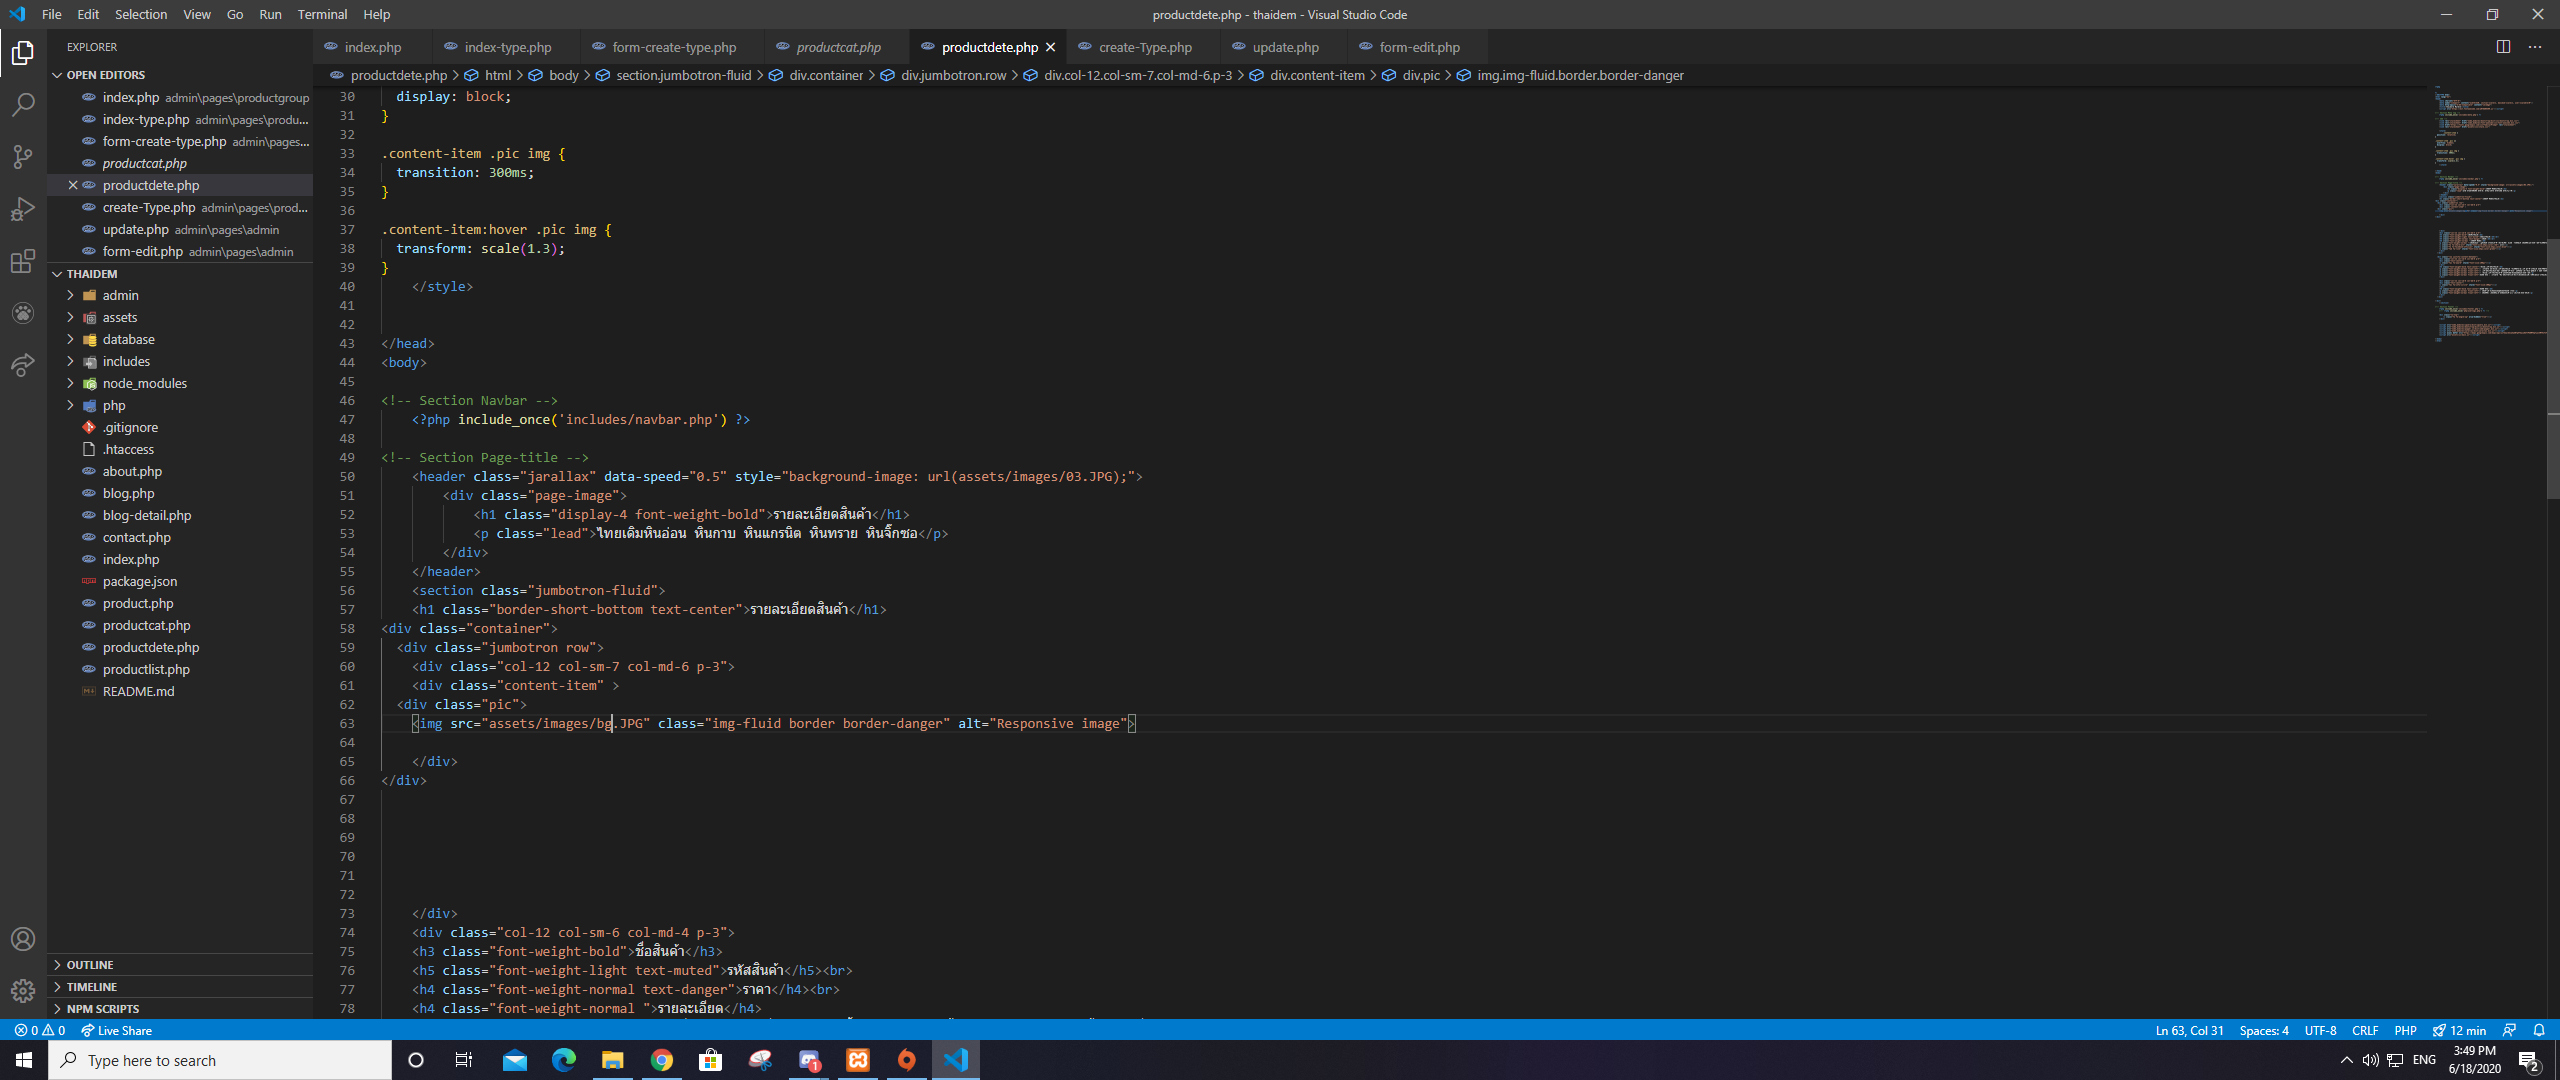 File Edit Selection View Go Run Terminal Help
productdete.php - thaidem - Visual Studio Code
EXPLORER
OPEN EDITORS
index.php admin\pages\productgroup
index-type.php admin\pages\produ...
form-create-type.php admin\pages...
productcat.php
productdete.php
create-Type.php admin\pages\prod...
update.php admin\pages\admin
form-edit.php admin\pages\admin
THAIDEM
admin
assets
database
includes
node_modules
php
.gitignore
.htaccess
about.php
blog.php
blog-detail.php
contact.php
index.php
package.json
product.php
productcat.php
productdete.php
productlist.php
README.md
OUTLINE
TIMELINE
NPM SCRIPTS
index.php index-type.php form-create-type.php productcat.php productdete.php create-Type.php update.php form-edit.php
productdete.php > html > body > section.jumbotron-fluid > div.container > div.jumbotron.row > div.col-12.col-sm-7.col-md-6.p-3 > div.content-item > div.pic > img.img-fluid.border.border-danger
30 display: block;
31 }
32
33 .content-item .pic img {
34 transition: 300ms;
35 }
36
37 .content-item:hover .pic img {
38 transform: scale(1.3);
39 }
40 </style>
41
42
43 </head>
44 <body>
45
46 <!-- Section Navbar -->
47 <?php include_once('includes/navbar.php') ?>
48
49 <!-- Section Page-title -->
50 <header class="jarallax" data-speed="0.5" style="background-image: url(assets/images/03.JPG);">
51 <div class="page-image">
52 <h1 class="display-4 font-weight-bold">รายละเอียดสินค้า</h1>
53 <p class="lead">ไทยเดิมหินอ่อน หินกาบ หินแกรนิต หินทราย หินจิ๊กซอ</p>
54 </div>
55 </header>
56 <section class="jumbotron-fluid">
57 <h1 class="border-short-bottom text-center">รายละเอียดสินค้า</h1>
58 <div class="container">
59 <div class="jumbotron row">
60 <div class="col-12 col-sm-7 col-md-6 p-3">
61 <div class="content-item" >
62 <div class="pic">
63 <img src="assets/images/bg.JPG" class="img-fluid border border-danger" alt="Responsive image">
64
65 </div>
66 </div>
67
68
69
70
71
72
73 </div>
74 <div class="col-12 col-sm-6 col-md-4 p-3">
75 <h3 class="font-weight-bold">ชื่อสินค้า</h3>
76 <h5 class="font-weight-light text-muted">รหัสสินค้า</h5><br>
77 <h4 class="font-weight-normal text-danger">ราคา</h4><br>
78 <h4 class="font-weight-normal ">รายละเอียด</h4>
0 0 Live Share
Ln 63, Col 31 Spaces: 4 UTF-8 CRLF PHP 12 min
Type here to search
1
ENG
3:49 PM
6/18/2020
2